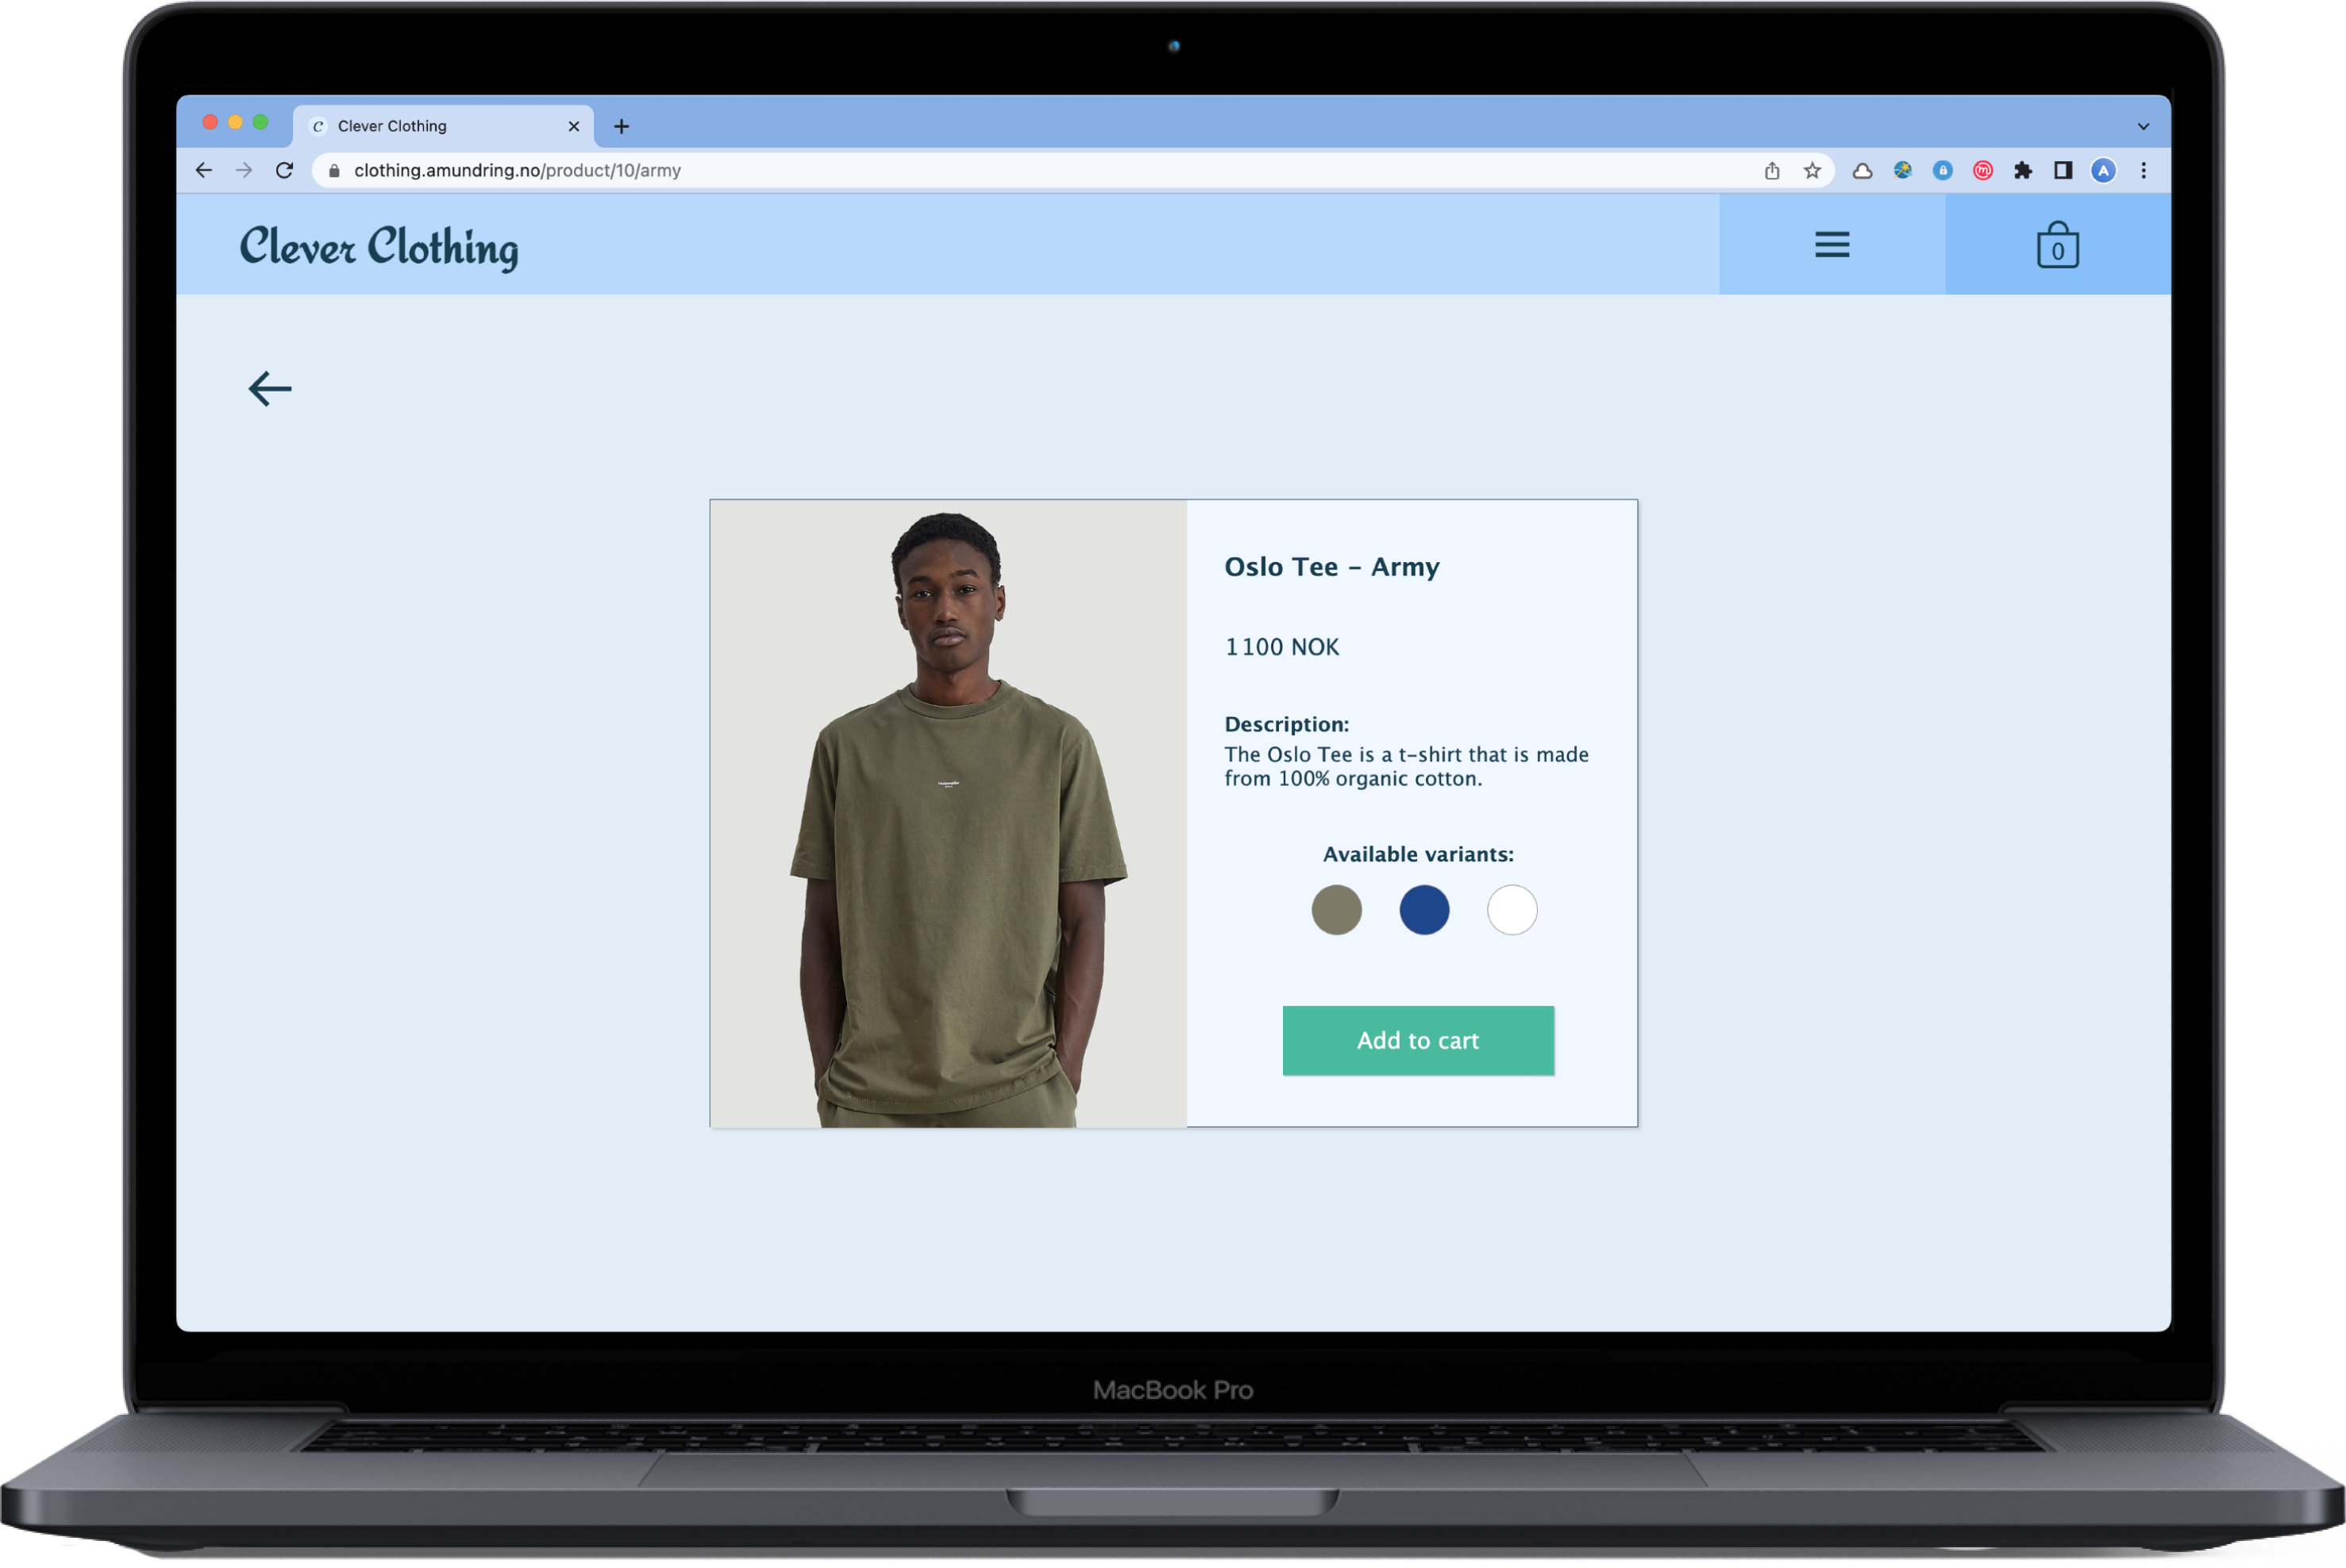 C Clever Clothing
clothing.amundring.no/product/10/army
A
Clever Clothing
0
Oslo Tee – Army
1100 NOK
Description:
The Oslo Tee is a t-shirt that is made
from 100% organic cotton.
Available variants:
Add to cart
MacBook Pro